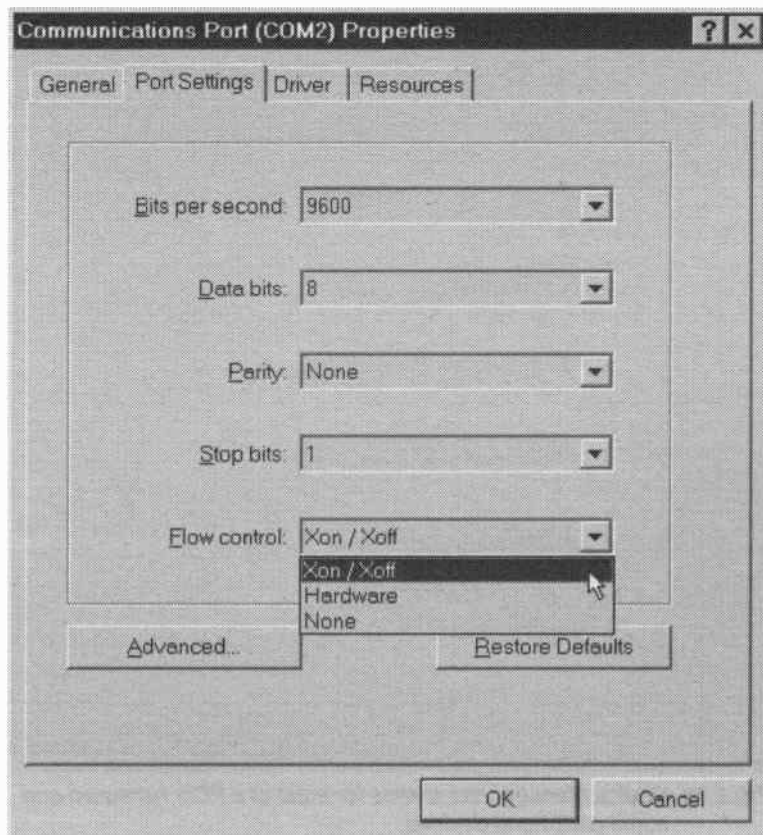 Communications Port (COM2) Properties
General Port Settings Driver Resources
Bits per second: 9600
Data bits: 8
Parity: None
Stop bits: 1
Flow control: Xon / Xoff
Xon / Xoff
Hardware
None
Advanced... Restore Defaults
OK Cancel